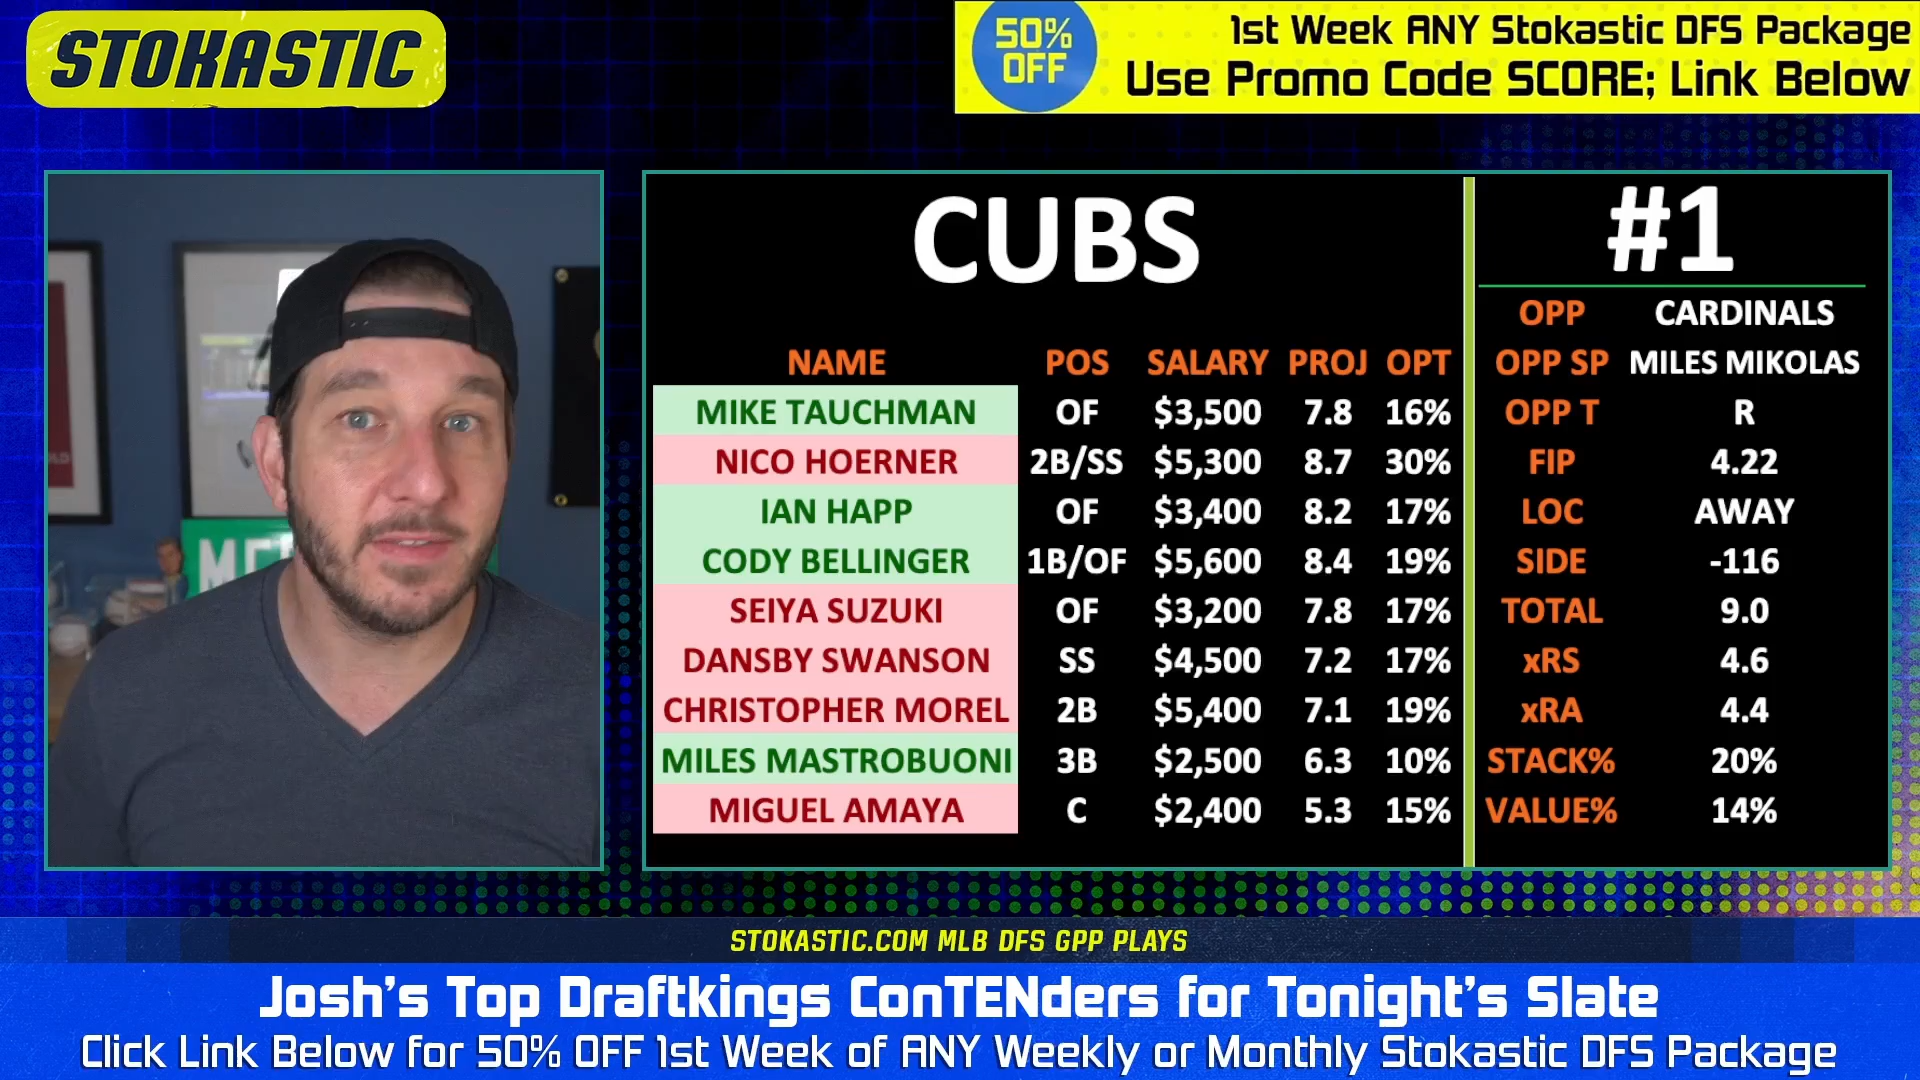 STOKASTIC
50% OFF
1st Week ANY Stokastic DFS Package
Use Promo Code SCORE; Link Below
CUBS
NAME POS SALARY PROJ OPT
MIKE TAUCHMAN OF $3,500 7.8 16%
NICO HOERNER 2B/SS $5,300 8.7 30%
IAN HAPP OF $3,400 8.2 17%
CODY BELLINGER 1B/OF $5,600 8.4 19%
SEIYA SUZUKI OF $3,200 7.8 17%
DANSBY SWANSON SS $4,500 7.2 17%
CHRISTOPHER MOREL 2B $5,400 7.1 19%
MILES MASTROBUONI 3B $2,500 6.3 10%
MIGUEL AMAYA C $2,400 5.3 15%
#1
OPP CARDINALS
OPP SP MILES MIKOLAS
OPP T R
FIP 4.22
LOC AWAY
SIDE -116
TOTAL 9.0
xRS 4.6
xRA 4.4
STACK% 20%
VALUE% 14%
STOKASTIC.COM MLB DFS GPP PLAYS
Josh's Top Draftkings ConTENders for Tonight's Slate
Click Link Below for 50% OFF 1st Week of ANY Weekly or Monthly Stokastic DFS Package